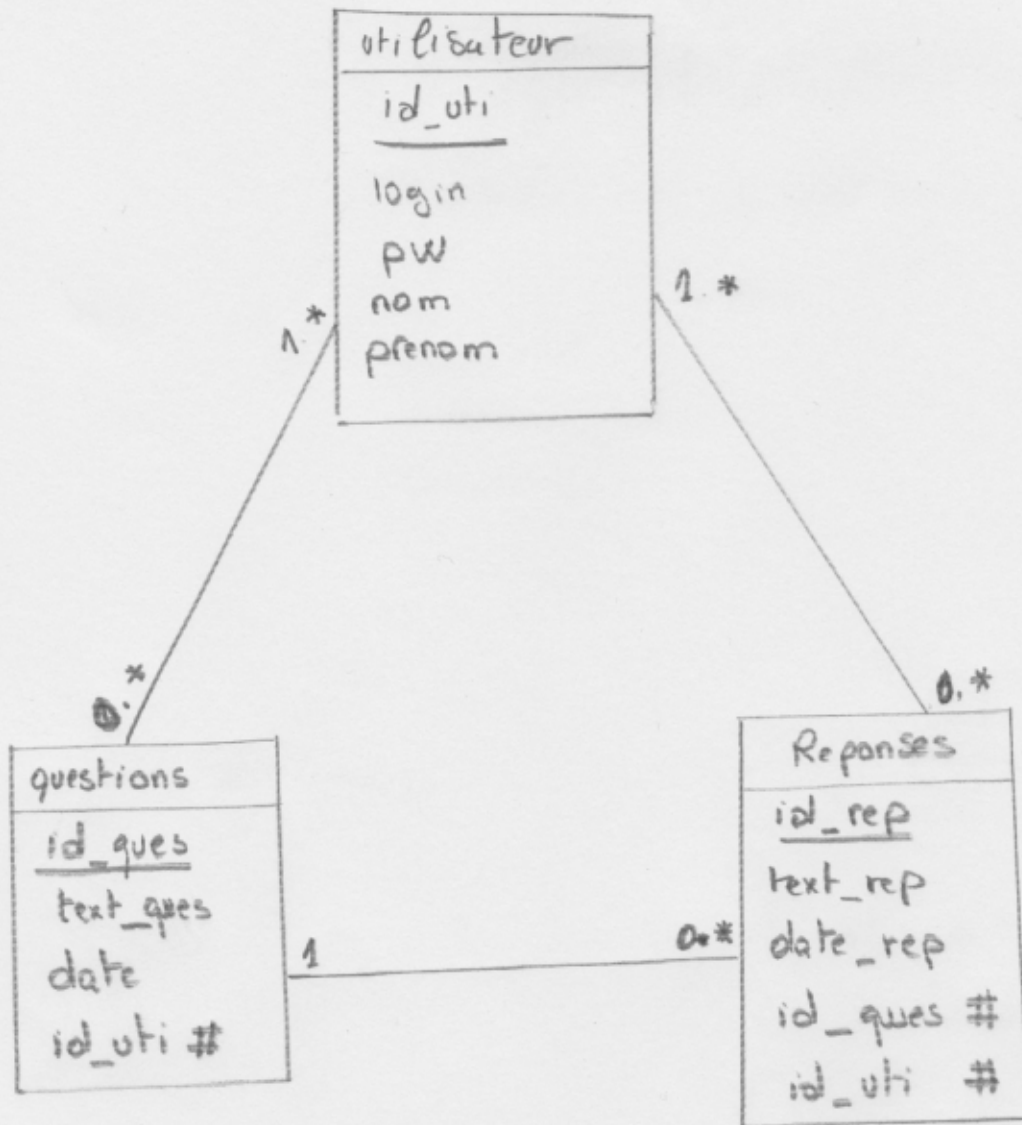 utilisateur
id_uti
login
pw
nom
prenom
1.*
1.*
0.*
0.*
questions
id_ques
text_ques
date
id_uti #
1
0.*
Reponses
id_rep
text_rep
date_rep
id_ques #
id_uti #